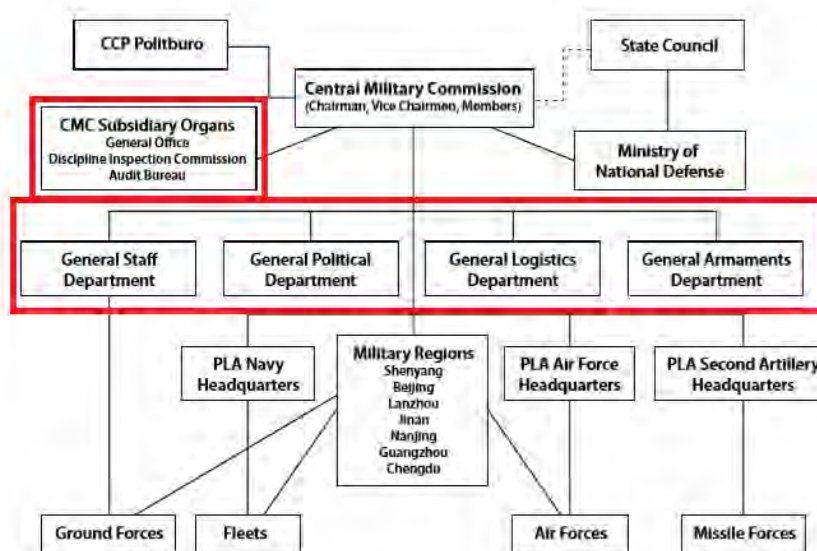 CCP Politburo
State Council
Central Military Commission
(Chairman, Vice Chairmen, Members)
CMC Subsidiary Organs
General Office
Discipline Inspection Commission
Audit Bureau
Ministry of
National Defense
General Staff
Department
General Political
Department
General Logistics
Department
General Armaments
Department
PLA Navy
Headquarters
Military Regions
Shenyang
Beijing
Lanzhou
Jinan
Nanjing
Guangzhou
Chengdu
PLA Air Force
Headquarters
PLA Second Artillery
Headquarters
Ground Forces
Fleets
Air Forces
Missile Forces